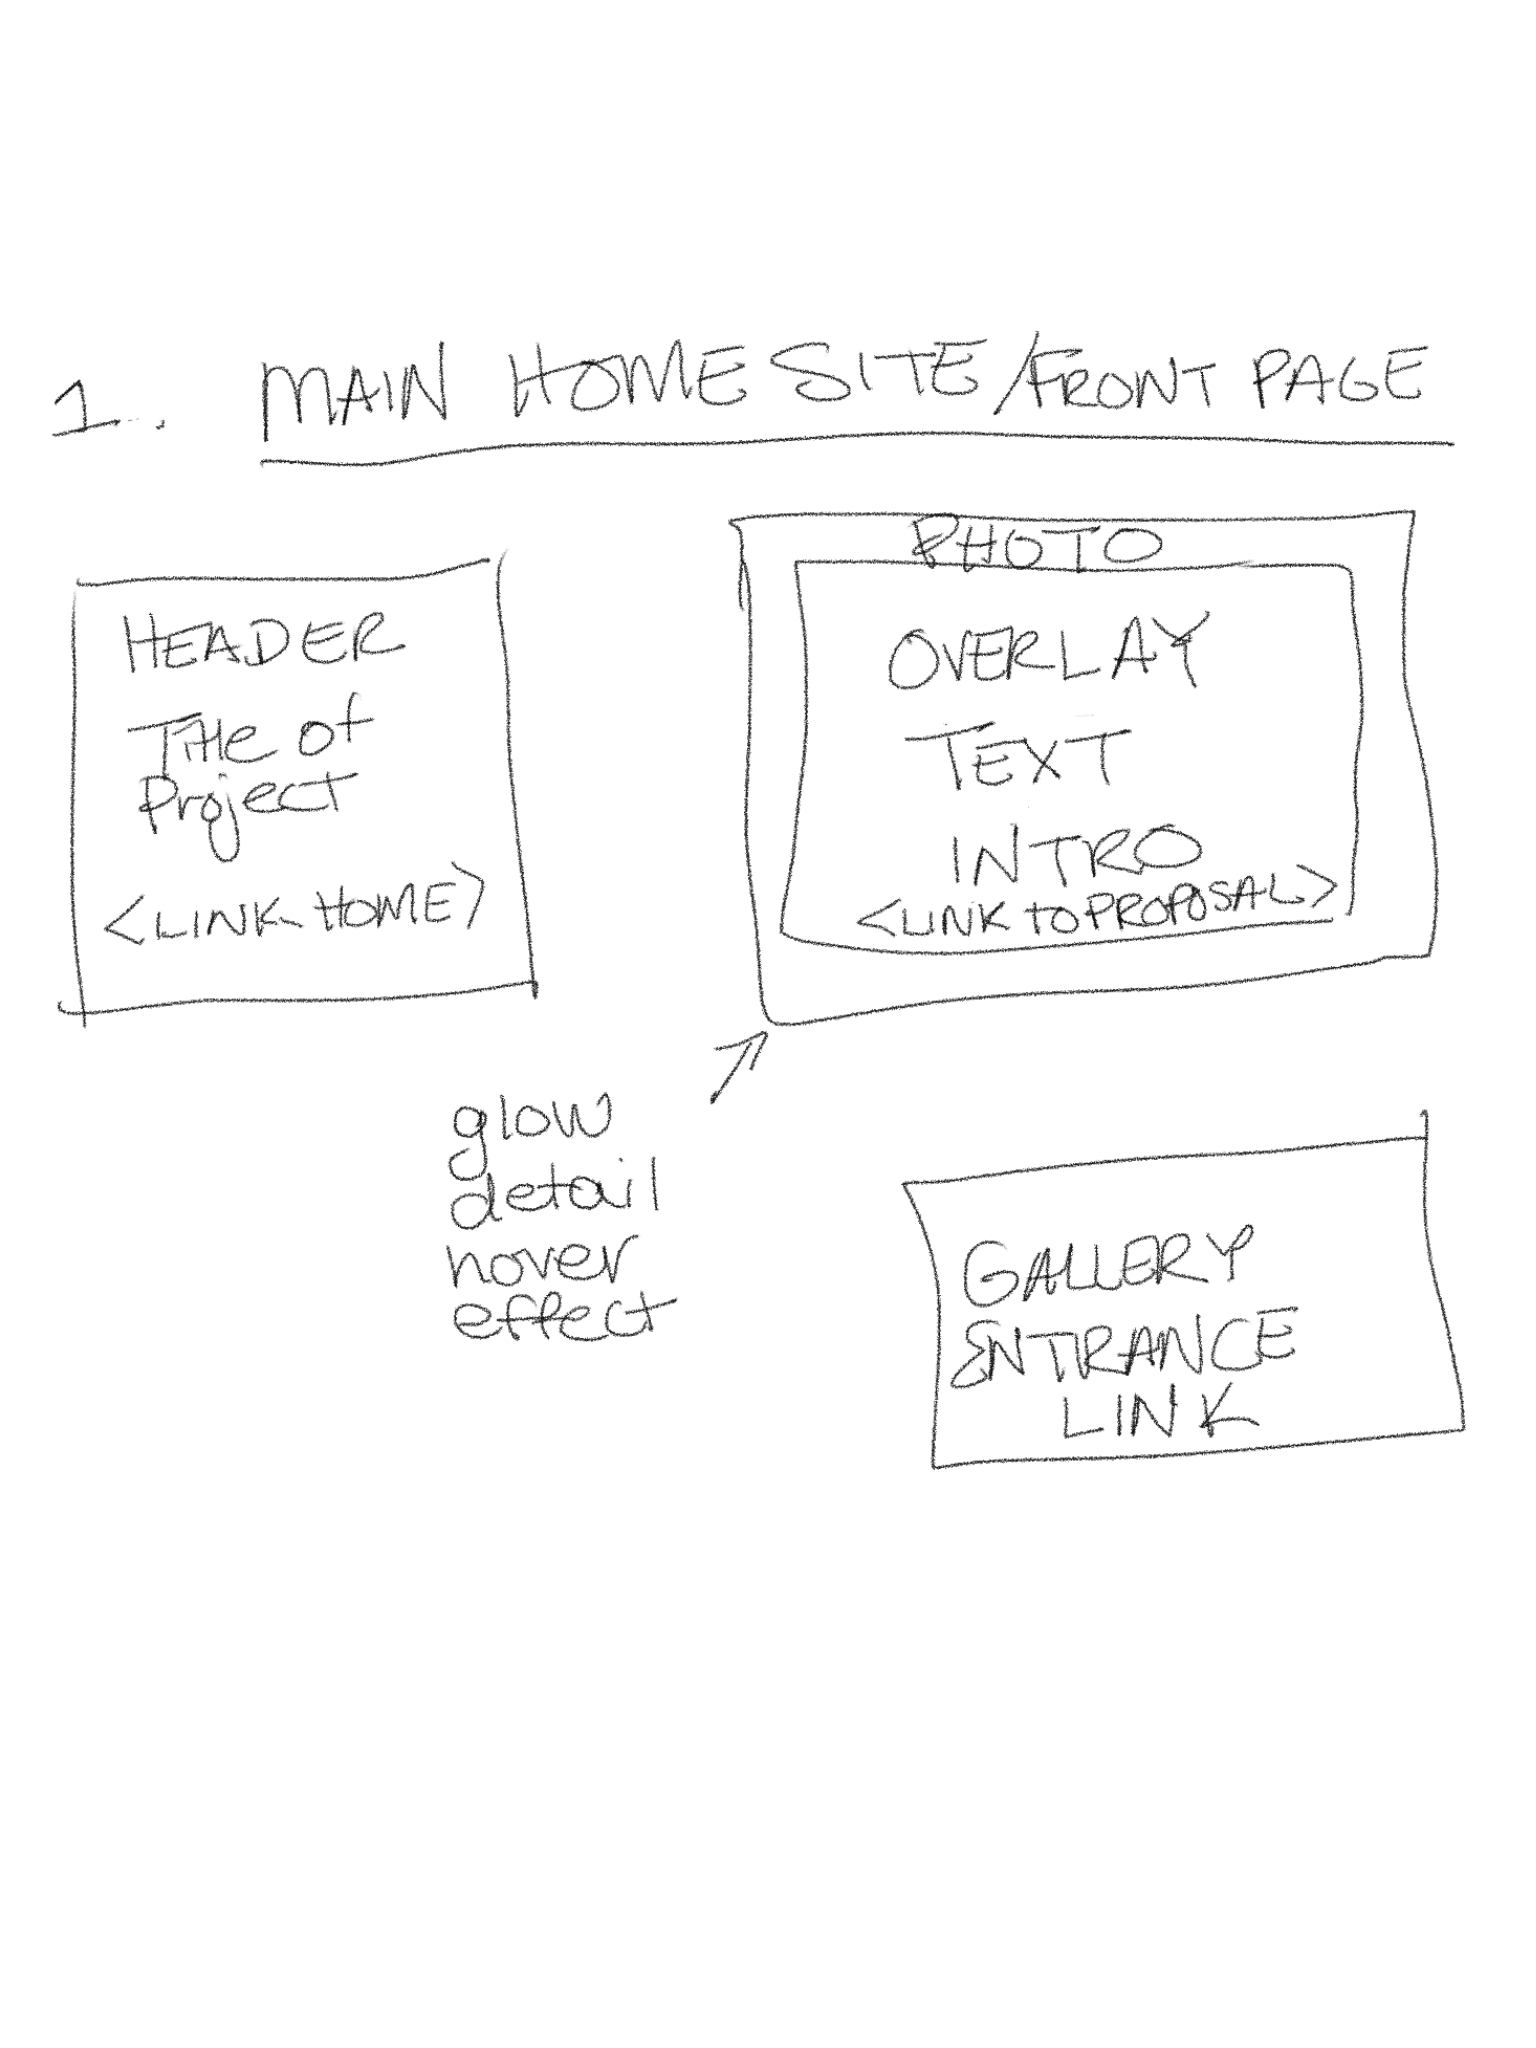 1. MAIN HOME SITE/FRONT PAGE
HEADER
Title of
Project
<LINK HOME>
PHOTO
OVERLAY
TEXT
INTRO
<LINK to PROPOSAL>
glow
detail
hover
effect
GALLERY
ENTRANCE
LINK